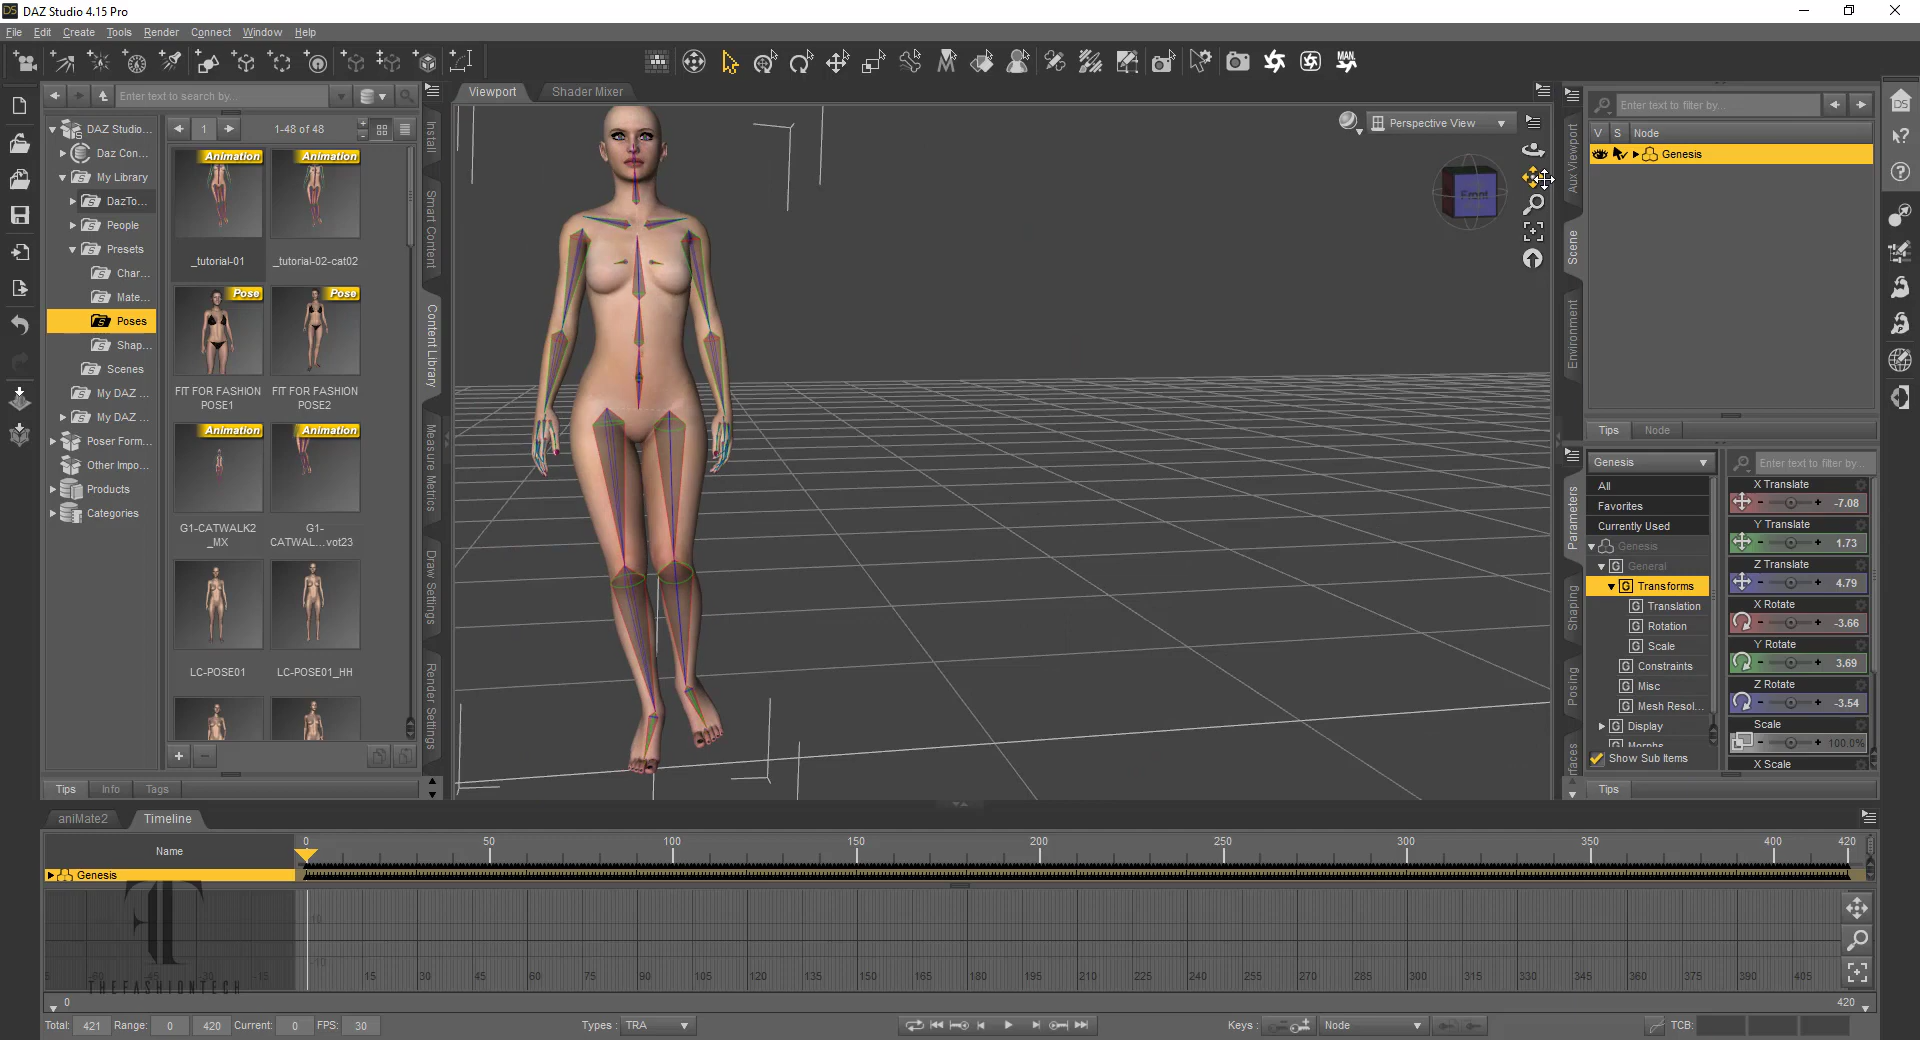 DAZ Studio 4.15 Pro
File Edit Create Tools Render Connect Window Help
MAN.
Enter text to search by...
Viewport
Shader Mixer
1
1-48 of 48
DAZ Studio...
Daz Con...
My Library
DazTo...
People
Presets
Char...
Mate...
Poses
Shap...
Scenes
My DAZ ...
My DAZ ...
Poser Form...
Other Impo...
Products
Categories
Animation
Animation
_tutorial-01
_tutorial-02-cat02
Pose
Pose
FIT FOR FASHION
POSE1
FIT FOR FASHION
POSE2
Animation
Animation
G1-CATWALK2
_MX
G1-
CATWAL...vot23
LC-POSE01
LC-POSE01_HH
Tips Info Tags
Install
Smart Content
Content Library
Measure Metrics
Draw Settings
Render Settings
Perspective View
Front
Aux Viewport
Scene
Environment
Enter text to filter by...
V S Node
Genesis
Tips Node
Parameters
Shaping
Posing
rfaces
Genesis
Enter text to filter by...
All
Favorites
Currently Used
Genesis
General
Transforms
Translation
Rotation
Scale
Constraints
Misc
Mesh Resol...
Display
Morphs
Show Sub Items
X Translate
-7.08
Y Translate
1.73
Z Translate
4.79
X Rotate
-3.66
Y Rotate
3.69
Z Rotate
-3.54
Scale
100.0%
X Scale
Tips
aniMate2 Timeline
Name
0 50 100 150 200 250 300 350 400 420
Genesis
THEFASHIONTECH
15 30 45 60 75 90 105 120 135 150 165 180 195 210 225 240 255 270 285 300 315 330 345 360 375 390 405
0
420
Total: 421 Range: 0 420 Current: 0 FPS: 30 Types : TRA Keys : Node TCB: